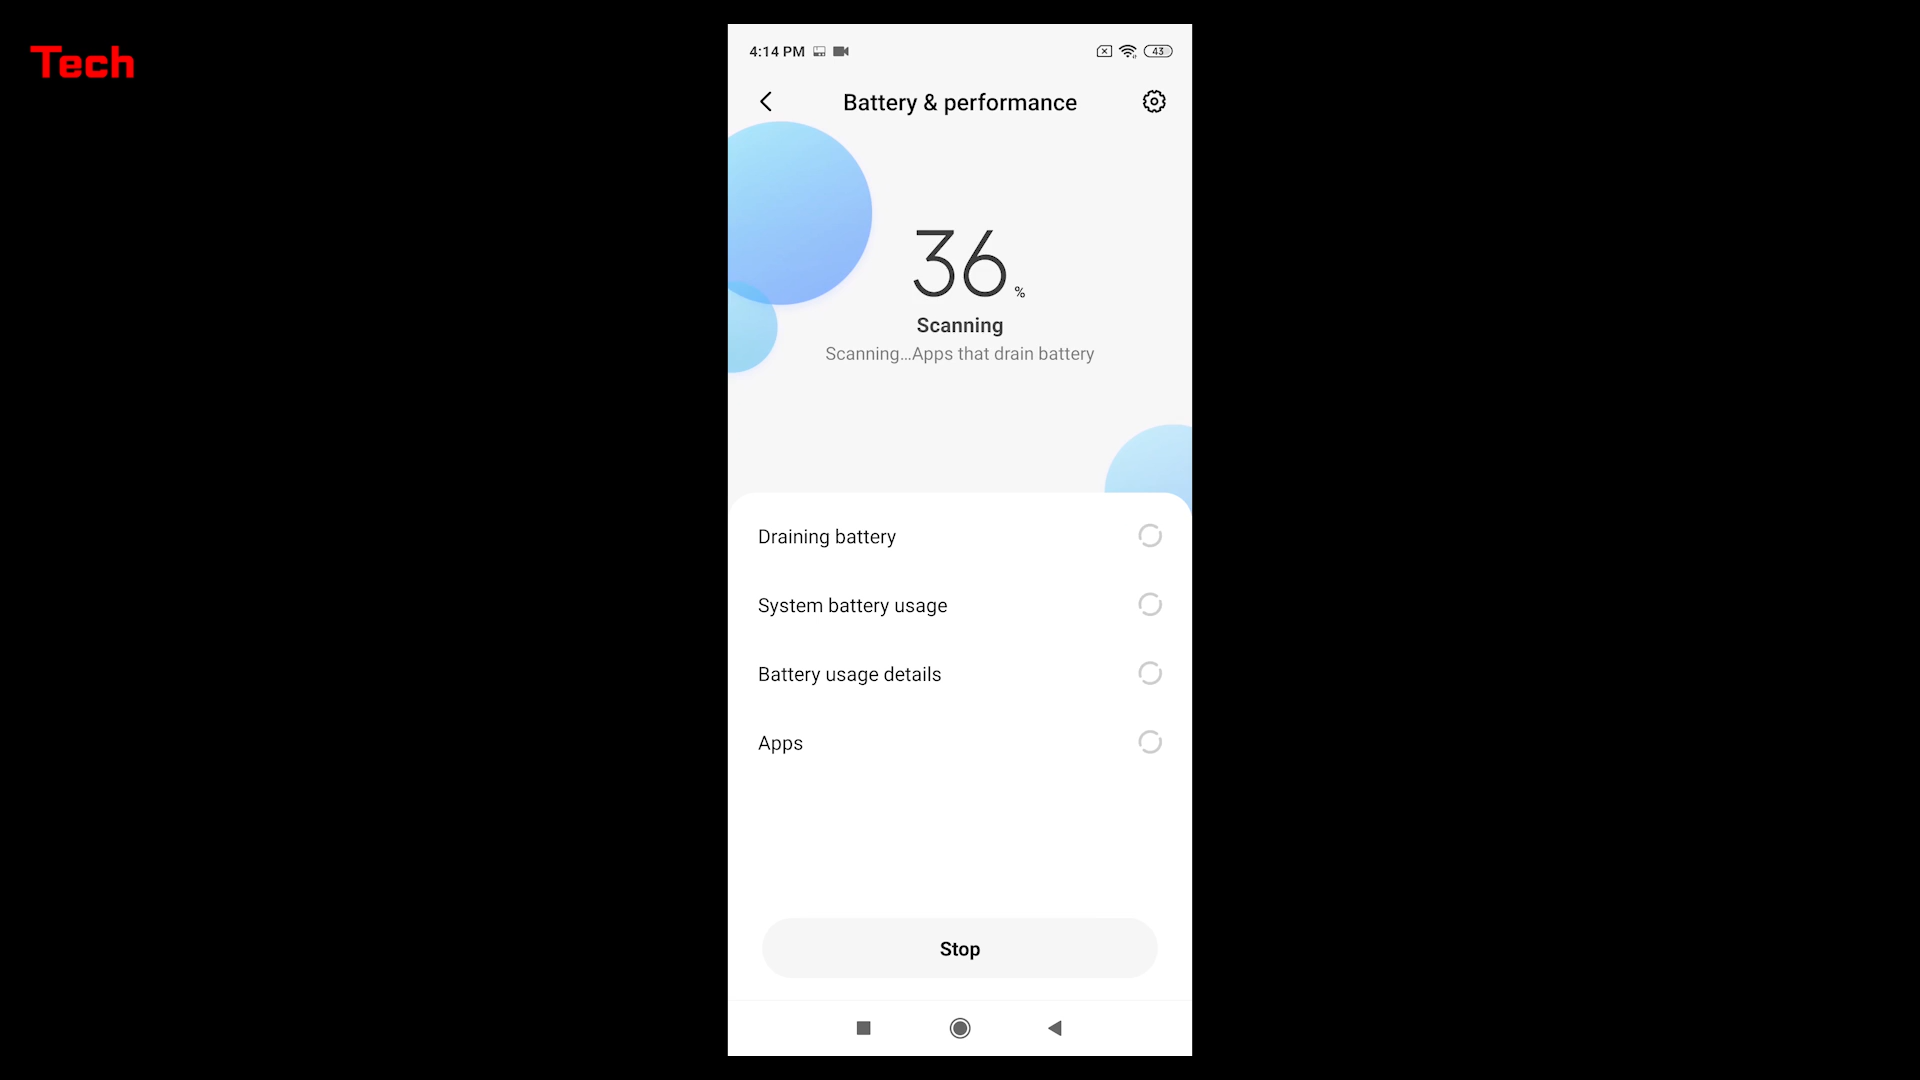 Tech
4:14 PM
43
Battery & performance
36 %
Scanning
Scanning...Apps that drain battery
Draining battery
System battery usage
Battery usage details
Apps
Stop